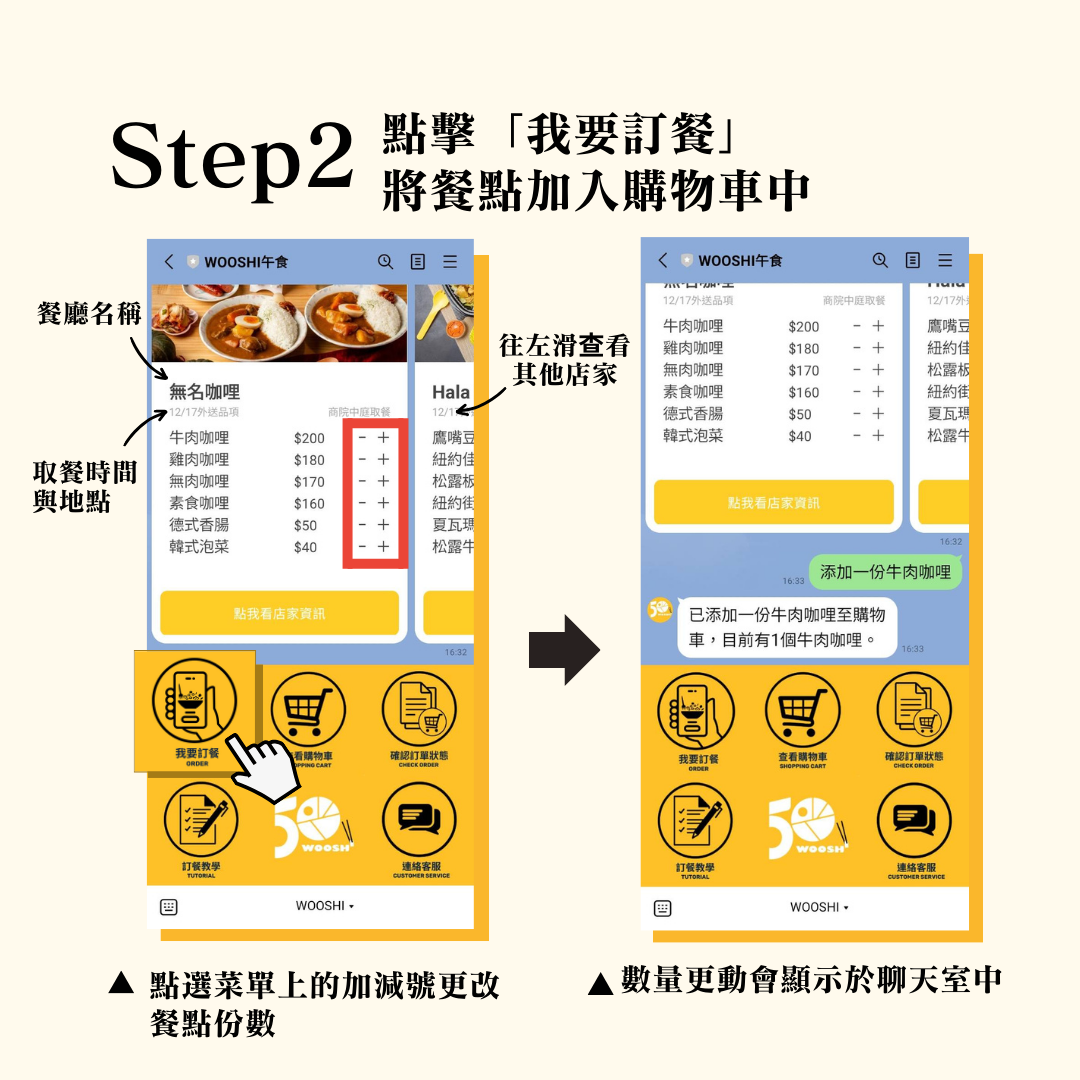 Step2
點擊「我要訂餐」
將餐點加入購物車中
WOOSHI午食
餐廳名稱
無名咖哩
12/17外送品項 商院中庭取餐
取餐時間
與地點
牛肉咖哩 $200 - +
雞肉咖哩 $180 - +
無肉咖哩 $170 - +
素食咖哩 $160 - +
德式香腸 $50 - +
韓式泡菜 $40 - +
點我看店家資訊
往左滑查看
其他店家
Hala
12/1
鷹嘴豆
紐約佳
松露板
紐約街
夏瓦瑪
松露牛
16:32
我要訂餐
ORDER
看購物車
PPING CART
確認訂單狀態
CHECK ORDER
訂餐教學
TUTORIAL
50
WOOSHI
連絡客服
CUSTOMER SERVICE
WOOSHI
WOOSHI午食
12/17外送品項 商院中庭取餐
牛肉咖哩 $200 - +
雞肉咖哩 $180 - +
無肉咖哩 $170 - +
素食咖哩 $160 - +
德式香腸 $50 - +
韓式泡菜 $40 - +
點我看店家資訊
12/17外
鷹嘴豆
紐約佳
松露板
紐約街
夏瓦瑪
松露牛
16:32
16:33 添加一份牛肉咖哩
已添加一份牛肉咖哩至購物
車，目前有1個牛肉咖哩。
16:33
我要訂餐
ORDER
查看購物車
SHOPPING CART
確認訂單狀態
CHECK ORDER
訂餐教學
TUTORIAL
50
WOOSHI
連絡客服
CUSTOMER SERVICE
WOOSHI
▲ 點選菜單上的加減號更改
餐點份數
▲ 數量更動會顯示於聊天室中